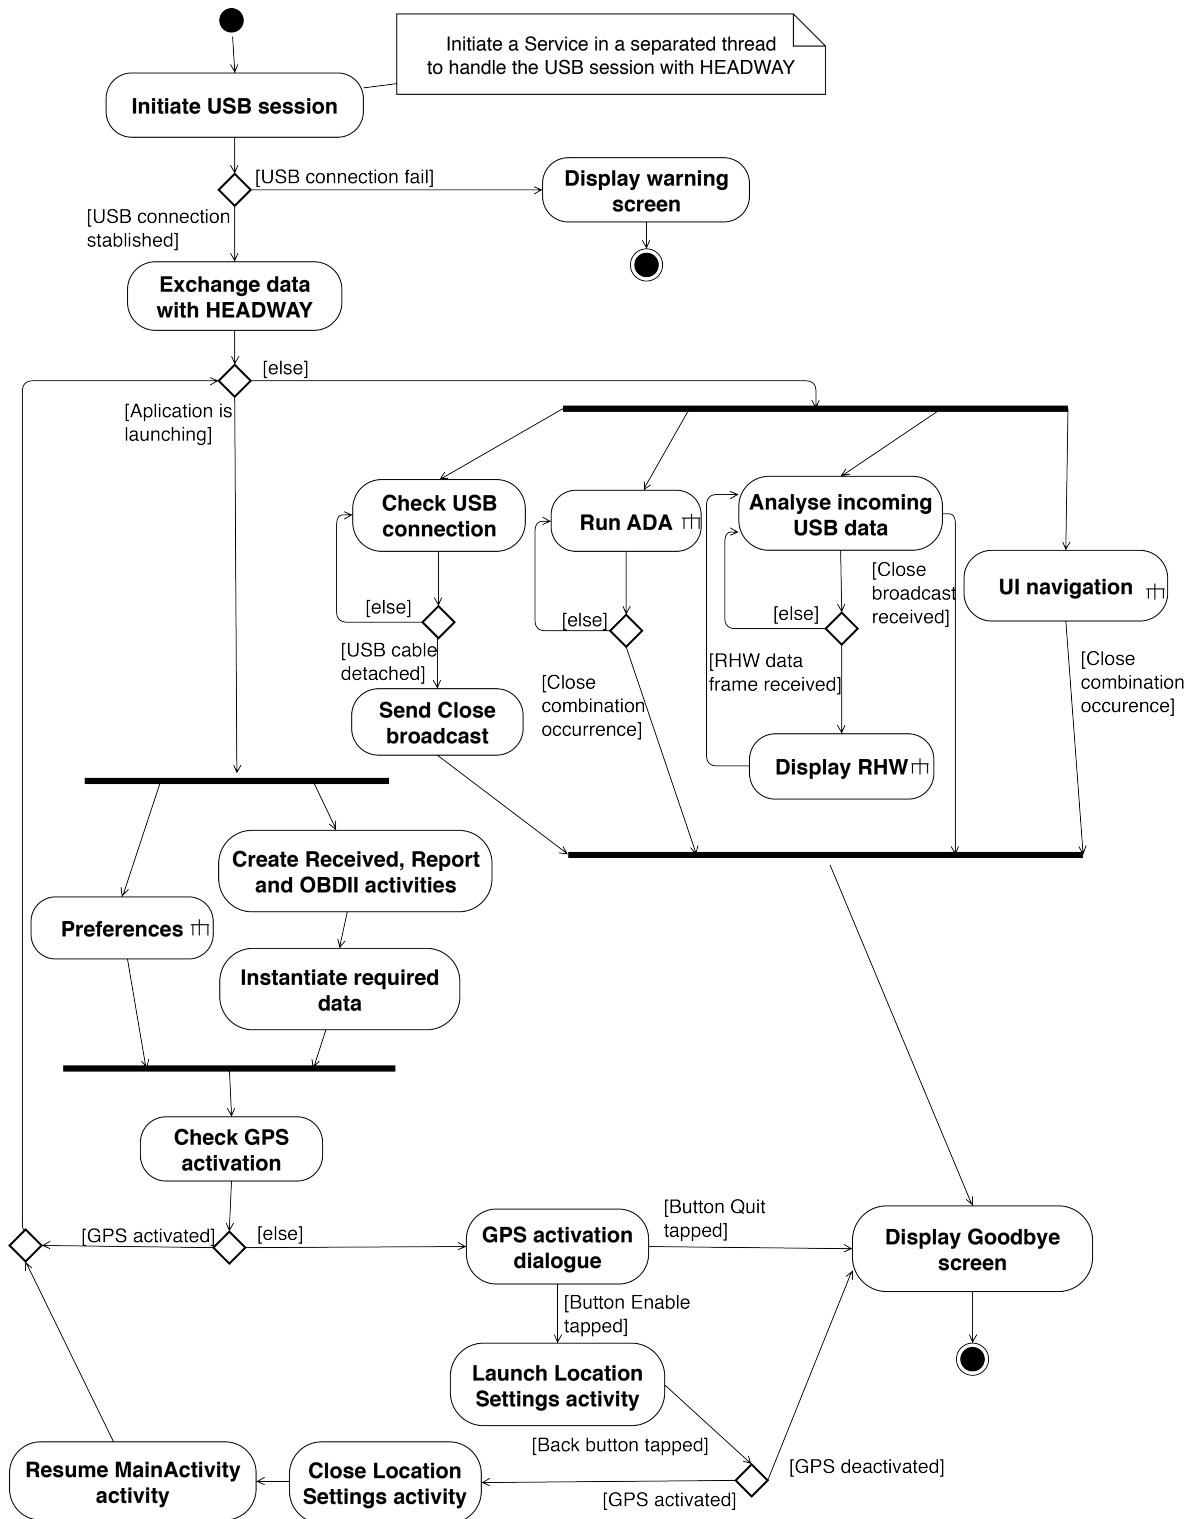 Initiate a Service in a separated thread
to handle the USB session with HEADWAY
Initiate USB session
[USB connection fail]
Display warning
screen
[USB connection
stablished]
Exchange data
with HEADWAY
[else]
[Aplication is
launching]
Check USB
connection
Run ADA
Analyse incoming
USB data
UI navigation
[else]
[else]
[else]
[Close
broadcast
received]
[USB cable
detached]
[Close
combination
occurrence]
[RHW data
frame received]
[Close
combination
occurence]
Send Close
broadcast
Display RHW
Create Received, Report
and OBDII activities
Preferences
Instantiate required
data
Check GPS
activation
[GPS activated]
[else]
GPS activation
dialogue
[Button Quit
tapped]
Display Goodbye
screen
[Button Enable
tapped]
Launch Location
Settings activity
[Back button tapped]
[GPS deactivated]
[GPS activated]
Close Location
Settings activity
Resume MainActivity
activity